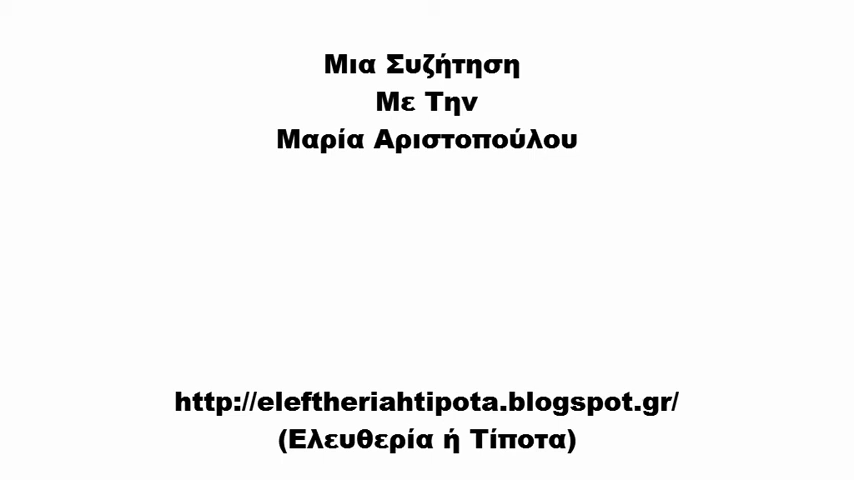 Μια Συζήτηση
Με Την
Μαρία Αριστοπούλου
http://eleftheriahtipota.blogspot.gr/
(Ελευθερία ή Τίποτα)